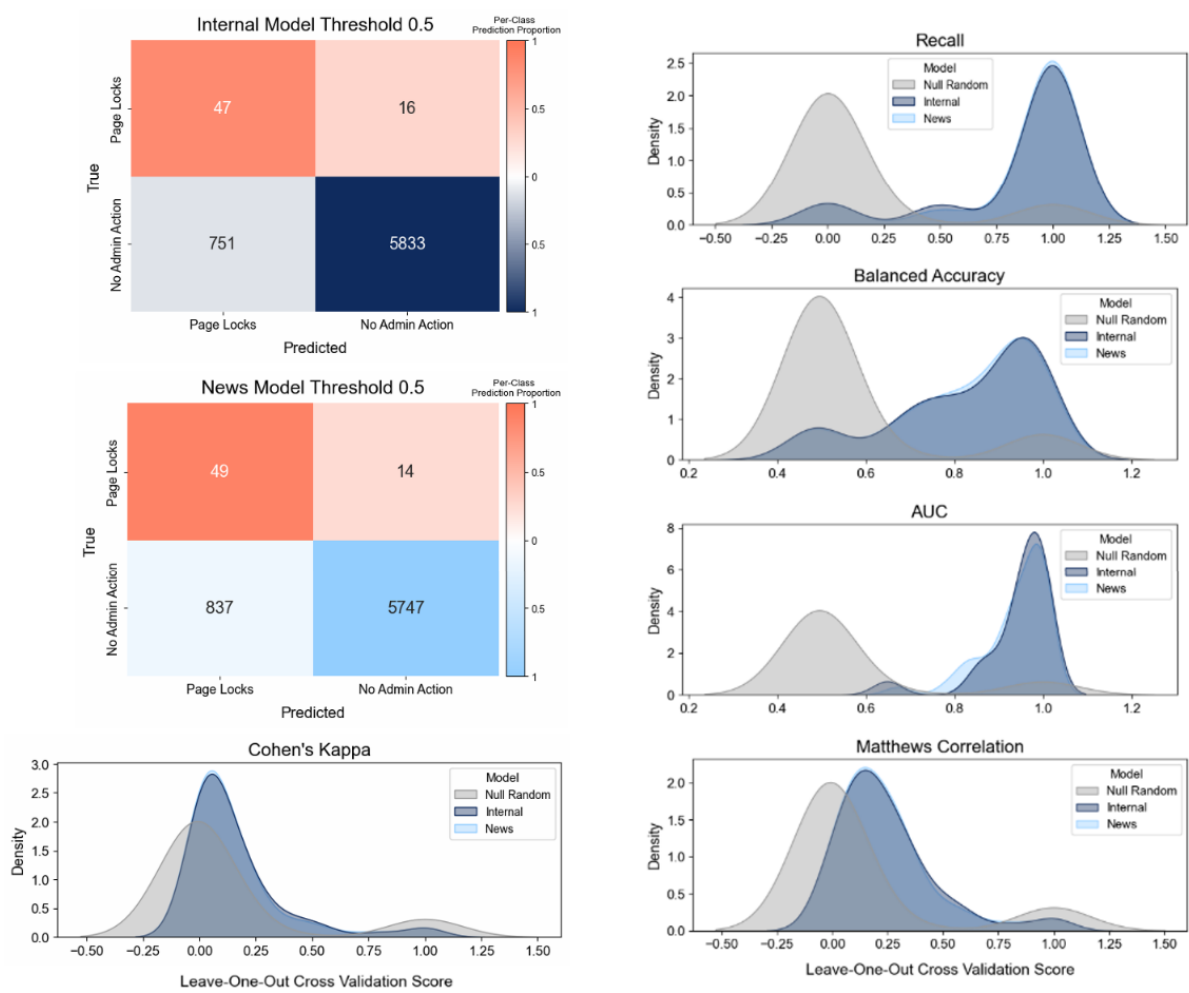 Internal Model Threshold 0.5
Per-Class
Prediction Proportion
True
Page Locks
No Admin Action
47
16
751
5833
1
0.5
0
0.5
1
Page Locks
No Admin Action
Predicted
News Model Threshold 0.5
Per-Class
Prediction Proportion
True
Page Locks
No Admin Action
49
14
837
5747
1
0.5
0
0.5
1
Page Locks
No Admin Action
Predicted
Cohen's Kappa
Density
3.0
2.5
2.0
1.5
1.0
0.5
0.0
Model
Null Random
Internal
News
−0.50 −0.25 0.00 0.25 0.50 0.75 1.00 1.25 1.50
Leave-One-Out Cross Validation Score
Recall
Density
2.5
2.0
1.5
1.0
0.5
0.0
Model
Null Random
Internal
News
−0.50 −0.25 0.00 0.25 0.50 0.75 1.00 1.25 1.50
Balanced Accuracy
Density
4
3
2
1
0
Model
Null Random
Internal
News
0.2 0.4 0.6 0.8 1.0 1.2
AUC
Density
8
6
4
2
0
Model
Null Random
Internal
News
0.2 0.4 0.6 0.8 1.0 1.2
Matthews Correlation
Density
2.0
1.5
1.0
0.5
0.0
Model
Null Random
Internal
News
−0.50 −0.25 0.00 0.25 0.50 0.75 1.00 1.25 1.50
Leave-One-Out Cross Validation Score